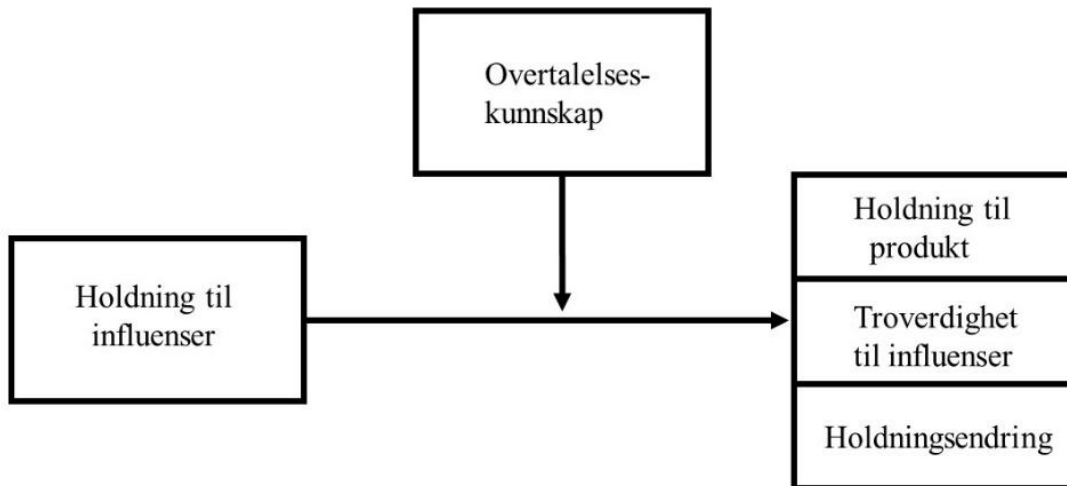 Overtalelses-
kunnskap
Holdning til
influenser
Holdning til
produkt
Troverdighet
til influenser
Holdningsendring